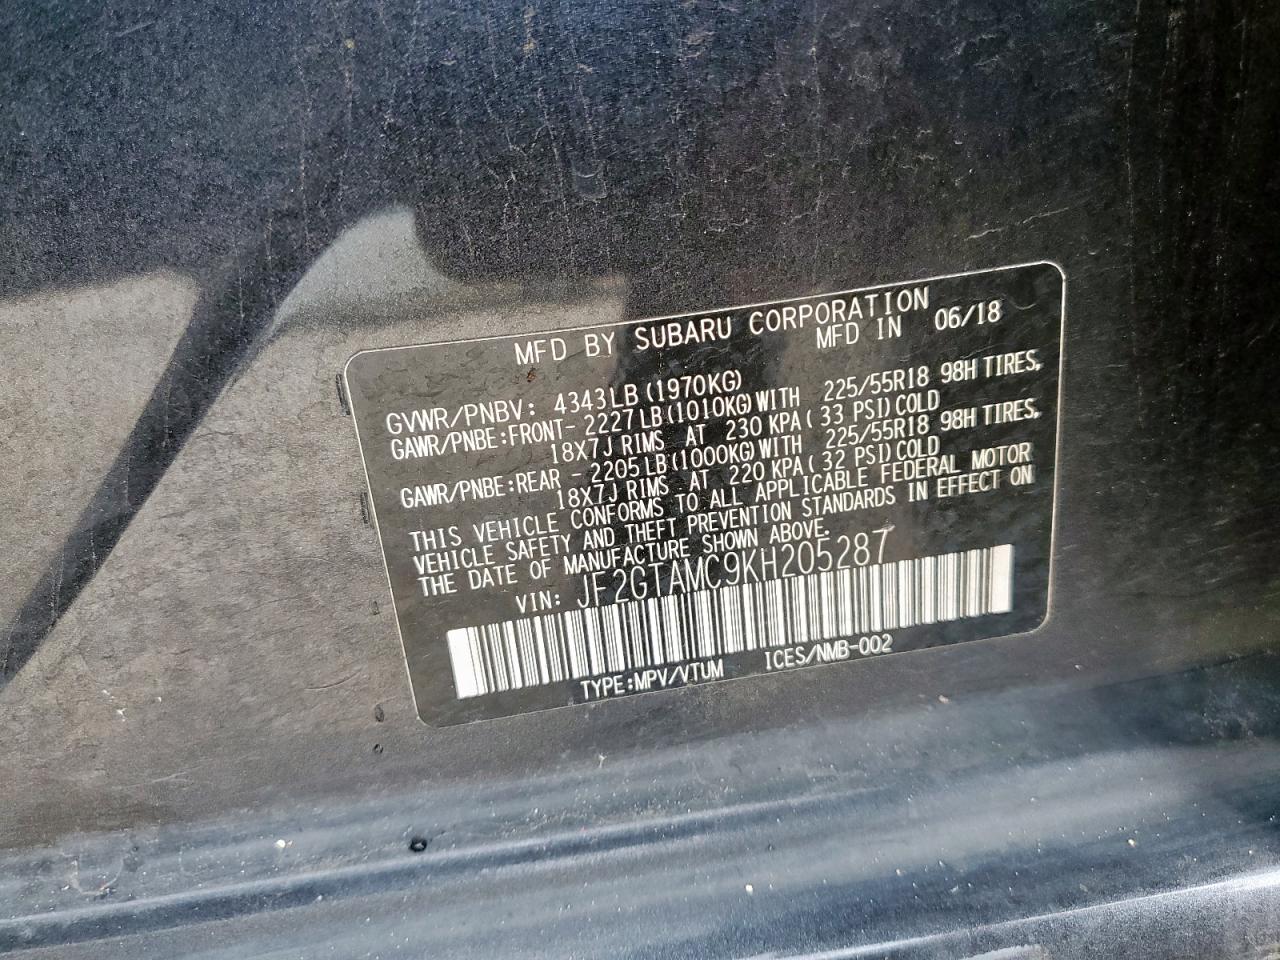 MFD BY SUBARU CORPORATION
MFD IN 06/18
GVWR/PNBV: 4343LB(1970KG)
GAWR/PNBE:FRONT- 2227LB(1010KG)WITH 225/55R18 98H TIRES,
18X7J RIMS AT 230 KPA( 33 PSI)COLD
GAWR/PNBE:REAR -2205LB(1000KG)WITH 225/55R18 98H TIRES,
18X7J RIMS AT 220 KPA( 32 PSI)COLD
THIS VEHICLE CONFORMS TO ALL APPLICABLE FEDERAL MOTOR
VEHICLE SAFETY AND THEFT PREVENTION STANDARDS IN EFFECT ON
THE DATE OF MANUFACTURE SHOWN ABOVE.
VIN: JF2GTAMC9KH205287
TYPE:MPV/VTUM ICES/NMB-002